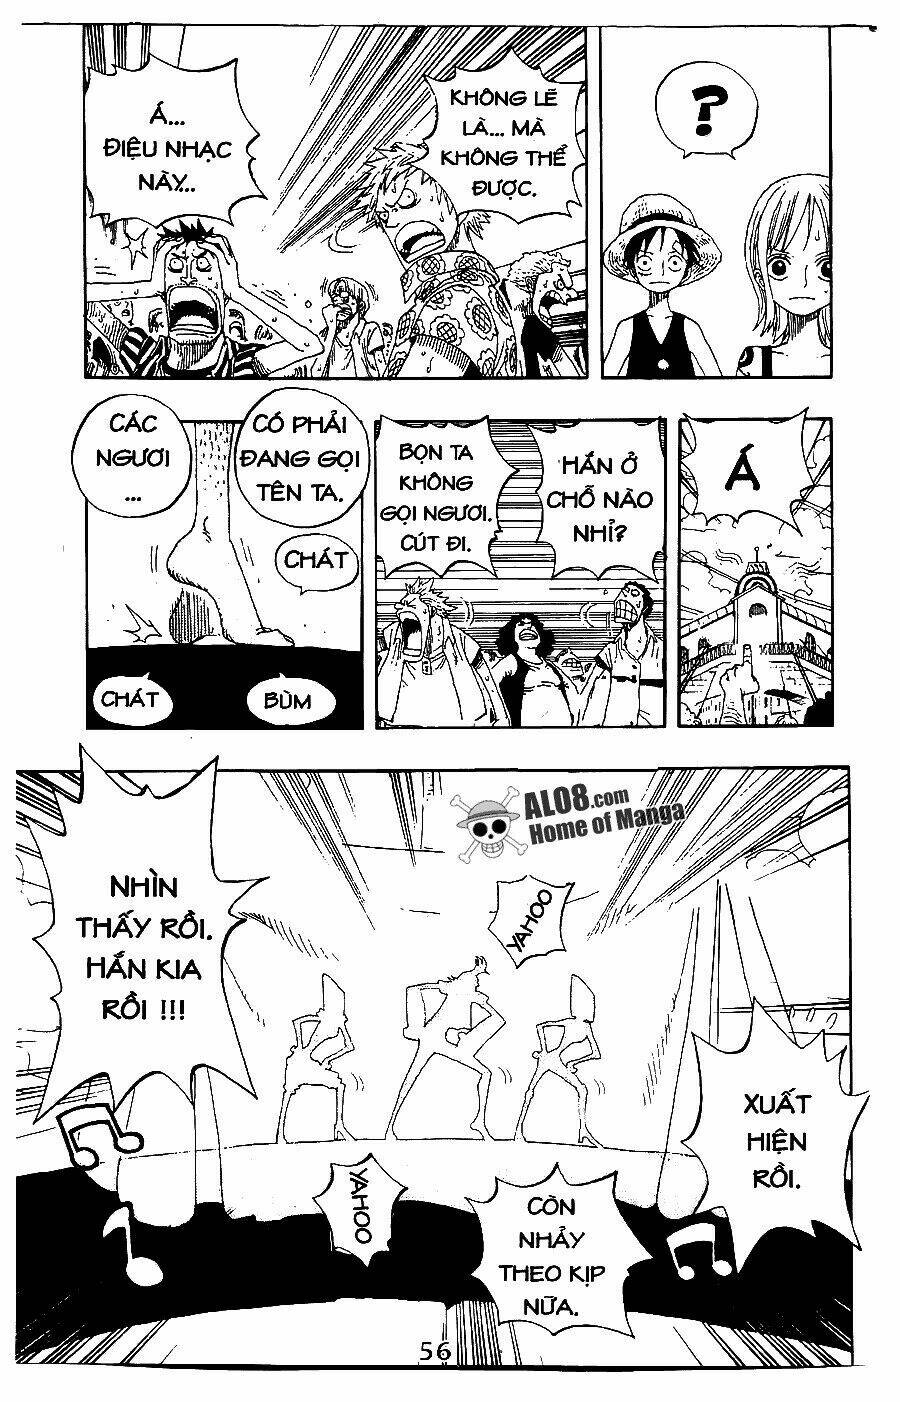 ?
KHÔNG LẼ
LÀ... MÀ
KHÔNG THỂ
ĐƯỢC.
Á...
ĐIỆU NHẠC
NÀY...
Á
HẮN Ở
CHỖ NÀO
NHỈ?
BỌN TA
KHÔNG
GỌI NGƯƠI.
CÚT ĐI.
CÓ PHẢI
ĐANG GỌI
TÊN TA.
CÁC
NGƯƠI
...
CHÁT
CHÁT
BÙM
AL08.com
Home of Manga
NHÌN
THẤY RỒI.
HẮN KIA
RỒI !!!
YAHOO
XUẤT
HIỆN
RỒI.
YAHOO
CÒN
NHẢY
THEO KỊP
NỮA.
56